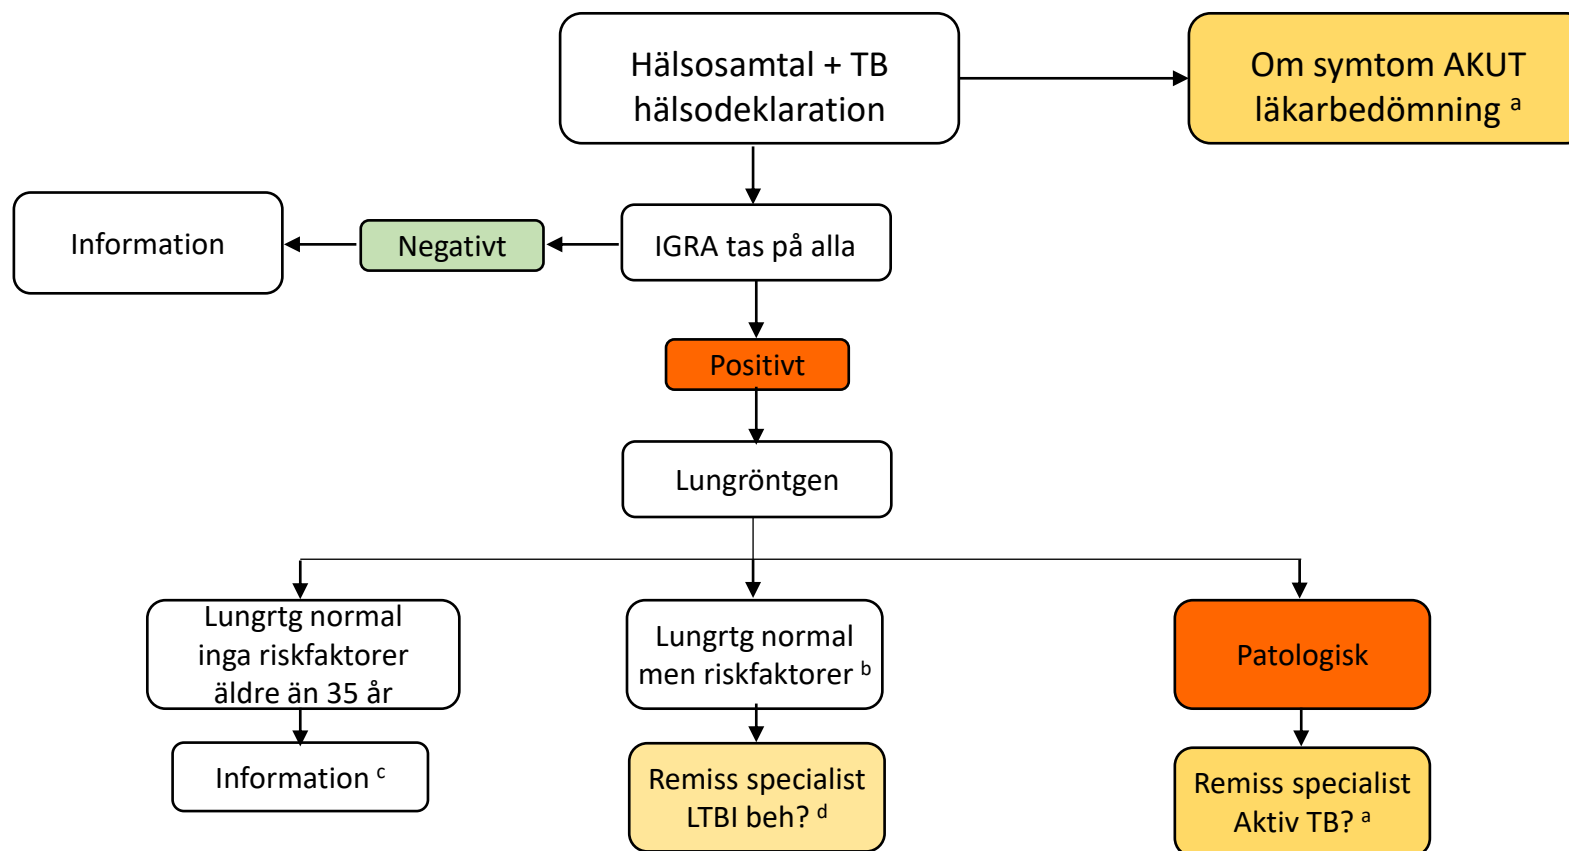 Hälsosamtal + TB
hälsodeklaration
Om symtom AKUT
läkarbedömning a
Information
Negativt
IGRA tas på alla
Positivt
Lungröntgen
Lungrtg normal
inga riskfaktorer
äldre än 35 år
Lungrtg normal
men riskfaktorer b
Patologisk
Information c
Remiss specialist
LTBI beh? d
Remiss specialist
Aktiv TB? a